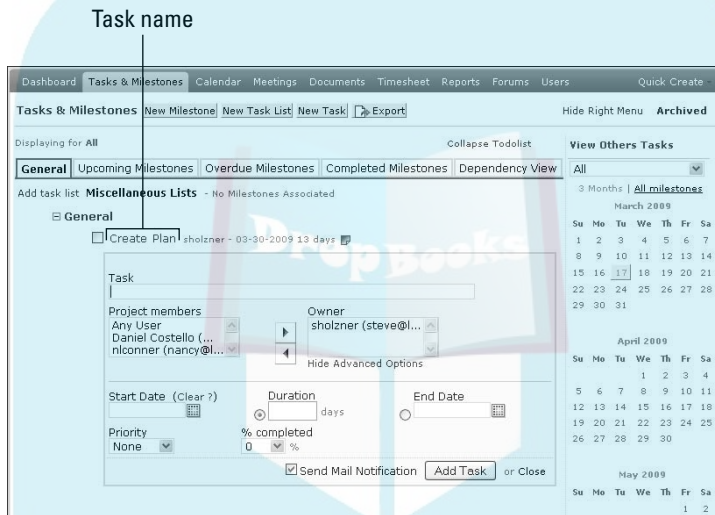 Task name
Dashboard Tasks & Milestones Calendar Meetings Documents Timesheet Reports Forums Users Quick Create
Tasks & Milestones New Milestone New Task List New Task Export Hide Right Menu Archived
Displaying for All Collapse Todolist
General Upcoming Milestones Overdue Milestones Completed Milestones Dependency View
Add task list Miscellaneous Lists - No Milestones Associated
General
Create Plan sholzner - 03-30-2009 13 days
Task
Project members Owner
Any User sholzner (steve@l...
Daniel Costello (...
nlconner (nancy@l...
Hide Advanced Options
Start Date (Clear ?) Duration End Date
days
Priority % completed
None 0 %
Send Mail Notification Add Task or Close
View Others Tasks
All
3 Months | All milestones
March 2009
Su Mo Tu We Th Fr Sa
1 2 3 4 5 6 7
8 9 10 11 12 13 14
15 16 17 18 19 20 21
22 23 24 25 26 27 28
29 30 31
April 2009
Su Mo Tu We Th Fr Sa
1 2 3 4
5 6 7 8 9 10 11
12 13 14 15 16 17 18
19 20 21 22 23 24 25
26 27 28 29 30
May 2009
Su Mo Tu We Th Fr Sa
1 2
DropBooks